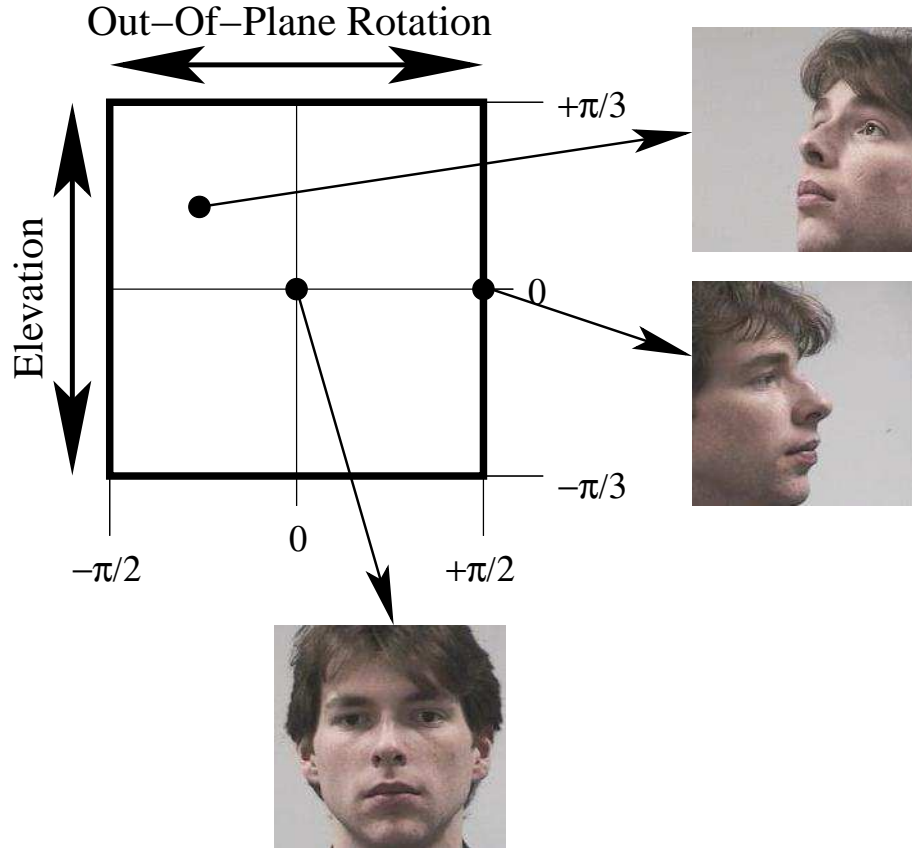 Out−Of−Plane Rotation
+π/3
Elevation
0
−π/3
0
−π/2
+π/2